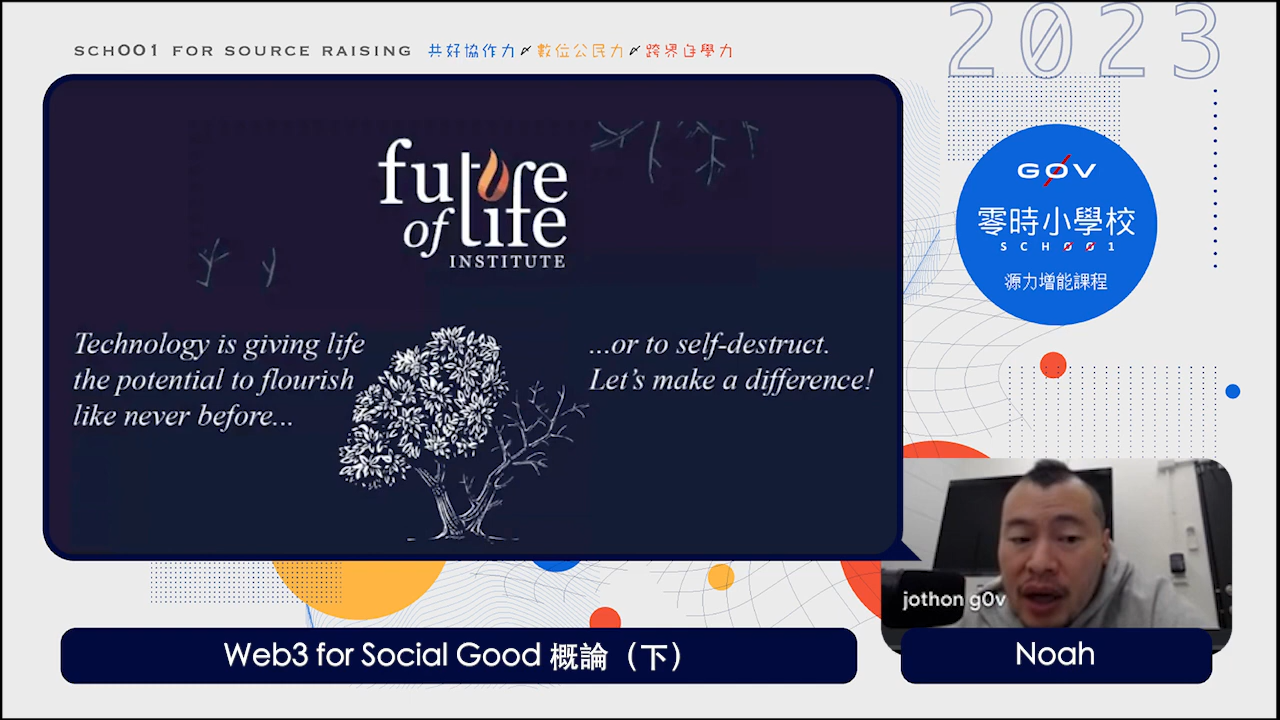 SCH001 FOR SOURCE RAISING 共好協作力 數位公民力 跨界自學力
2023
G0V
零時小學校
SCH001
源力增能課程
future
of life
INSTITUTE
Technology is giving life
the potential to flourish
like never before...
...or to self-destruct.
Let's make a difference!
jothon g0v
Web3 for Social Good 概論（下）
Noah